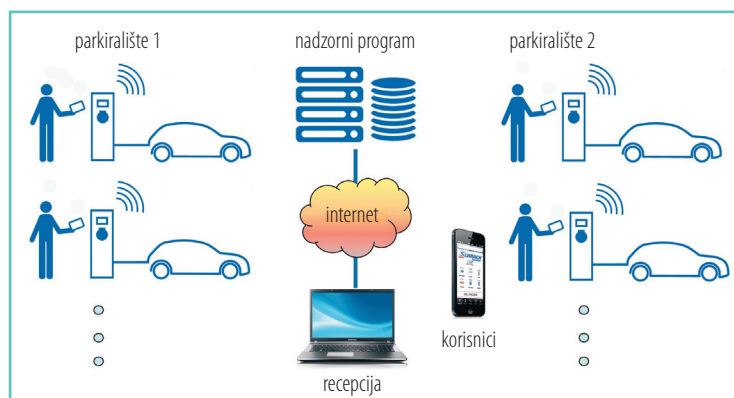 parkiralište 1
nadzorni program
parkiralište 2
internet
korisnici
recepcija